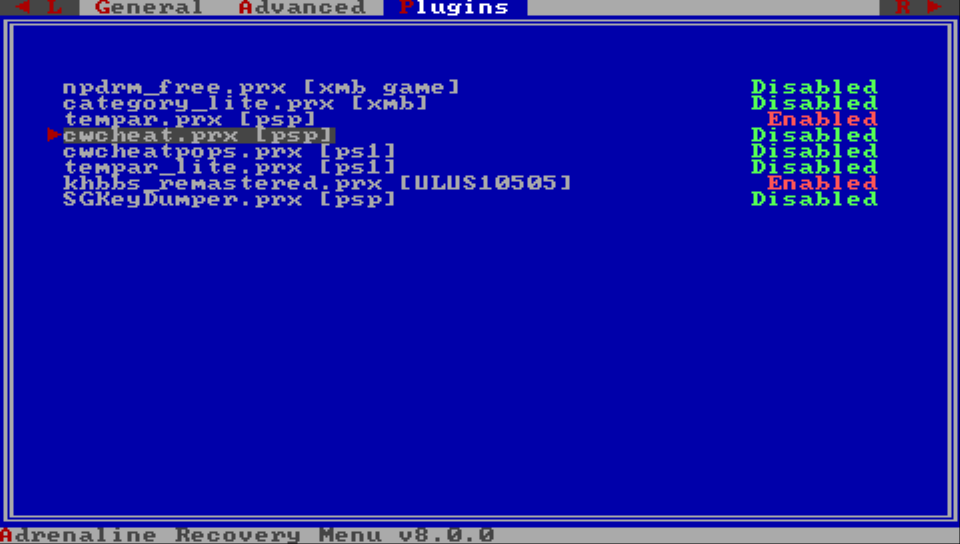 ◄ L General Advanced Plugins R ►
npdrm_free.prx [xmb game] Disabled
category_lite.prx [xmb] Disabled
tempar.prx [psp] Enabled
►cwcheat.prx [psp] Disabled
cwcheatpops.prx [ps1] Disabled
tempar_lite.prx [ps1] Disabled
khbbs_remastered.prx [ULUS10505] Enabled
SGKeyDumper.prx [psp] Disabled
Adrenaline Recovery Menu v8.0.0